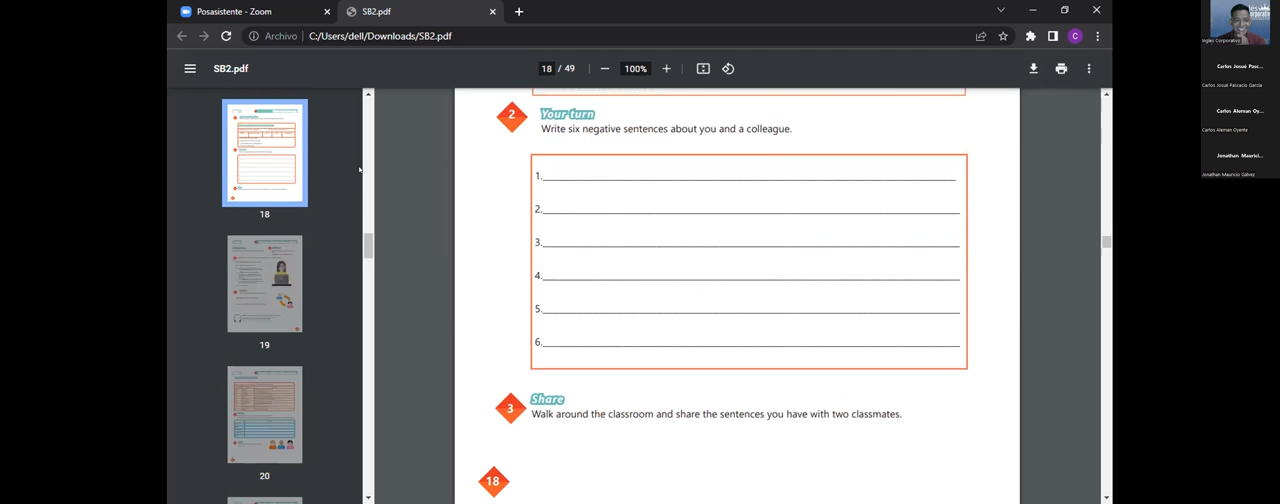 Posasistente - Zoom
SB2.pdf
Archivo
C:/Users/dell/Downloads/SB2.pdf
C
SB2.pdf
18 / 49
100%
18
19
20
2
Your turn
Write six negative sentences about you and a colleague.
1.
2.
3.
4.
5.
6.
3
Share
Walk around the classroom and share the sentences you have with two classmates.
18
Inglés Corporativo
Carlos Josué Pasc...
Carlos Josué Pascacio García
Carlos Aleman Oy...
Carlos Aleman Oyente
Jonathan Maurici...
Jonathan Mauricio Gálvez